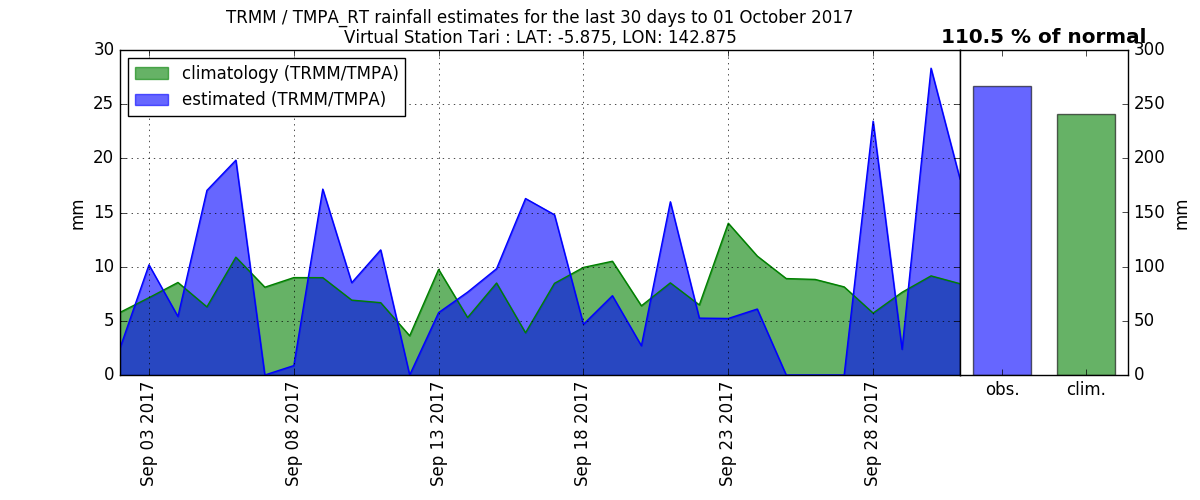 TRMM / TMPA_RT rainfall estimates for the last 30 days to 01 October 2017
Virtual Station Tari : LAT: -5.875, LON: 142.875
110.5 % of normal
climatology (TRMM/TMPA)
estimated (TRMM/TMPA)
30
25
20
15
10
5
0
mm
300
250
200
150
100
50
0
mm
Sep 03 2017
Sep 08 2017
Sep 13 2017
Sep 18 2017
Sep 23 2017
Sep 28 2017
obs.
clim.